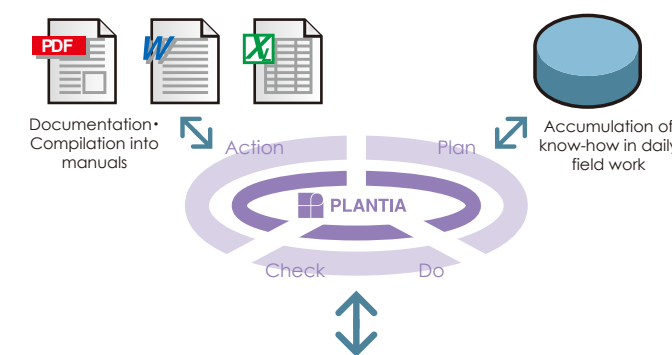 PDF
W
X
Documentation・
Compilation into
manuals
Accumulation of
know-how in daily
field work
Action
Plan
PLANTIA
Check
Do